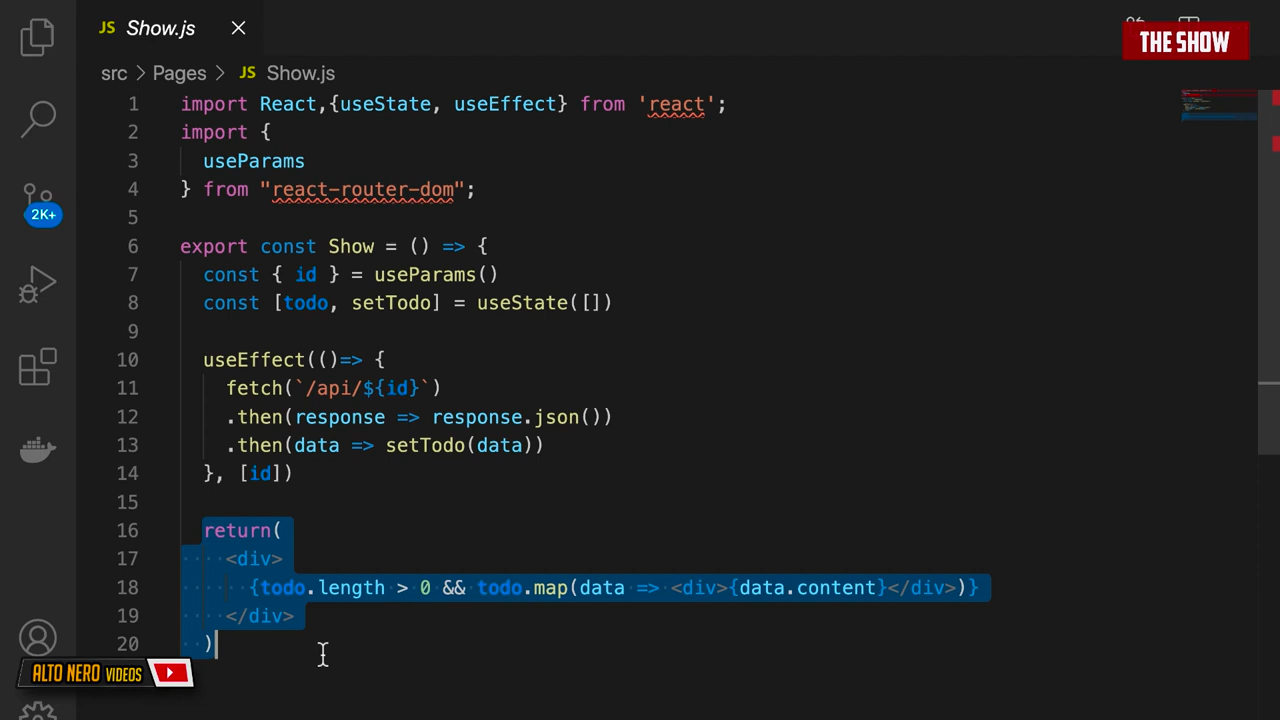 JS Show.js
THE SHOW
src > Pages > JS Show.js
1 import React,{useState, useEffect} from 'react';
2 import {
3 useParams
4 } from "react-router-dom";
2K+
5
6 export const Show = () => {
7 const { id } = useParams()
8 const [todo, setTodo] = useState([])
9
10 useEffect(()=> {
11 fetch(`/api/${id}`)
12 .then(response => response.json())
13 .then(data => setTodo(data))
14 }, [id])
15
16 return(
17 <div>
18 {todo.length > 0 && todo.map(data => <div>{data.content}</div>)}
19 </div>
20 )
ALTO NERO VIDEOS